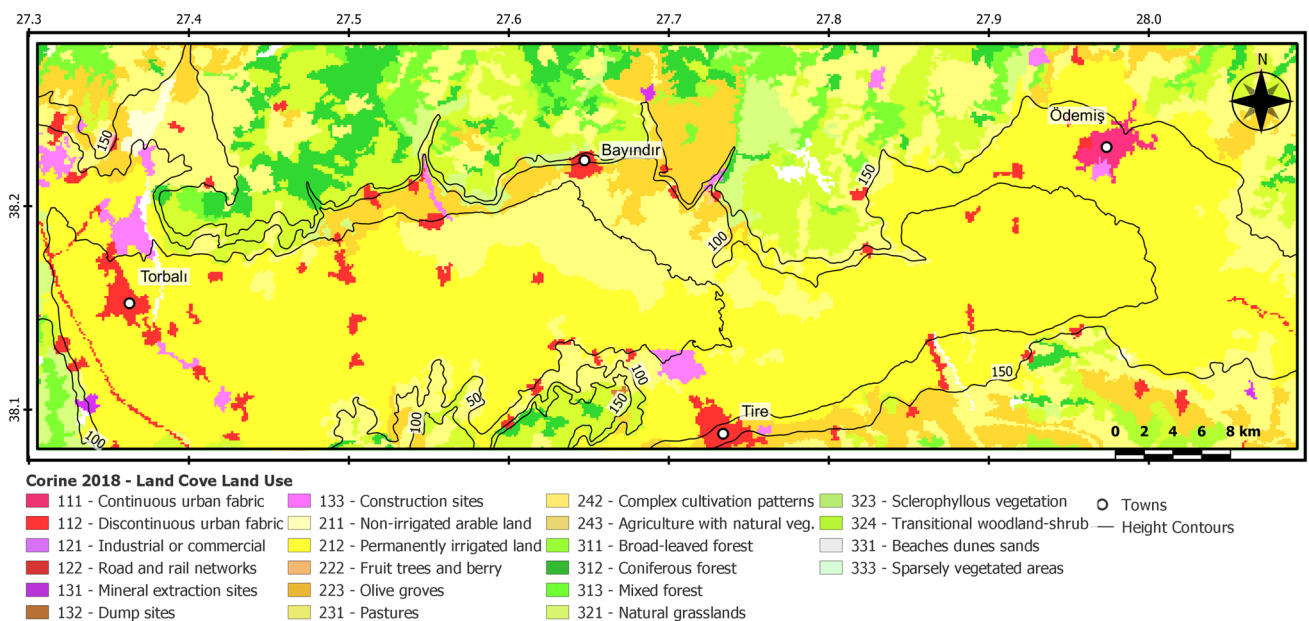 27.3 27.4 27.5 27.6 27.7 27.8 27.9 28.0
N
Ödemiş
150
Bayındır
150
38.2
100
Torbalı
100
150
38.1
50
150
100
100
Tire
0 2 4 6 8 km
Corine 2018 - Land Cove Land Use
111 - Continuous urban fabric
112 - Discontinuous urban fabric
121 - Industrial or commercial
122 - Road and rail networks
131 - Mineral extraction sites
132 - Dump sites
133 - Construction sites
211 - Non-irrigated arable land
212 - Permanently irrigated land
222 - Fruit trees and berry
223 - Olive groves
231 - Pastures
242 - Complex cultivation patterns
243 - Agriculture with natural veg.
311 - Broad-leaved forest
312 - Coniferous forest
313 - Mixed forest
321 - Natural grasslands
323 - Sclerophyllous vegetation
324 - Transitional woodland-shrub
331 - Beaches dunes sands
333 - Sparsely vegetated areas
Towns
Height Contours